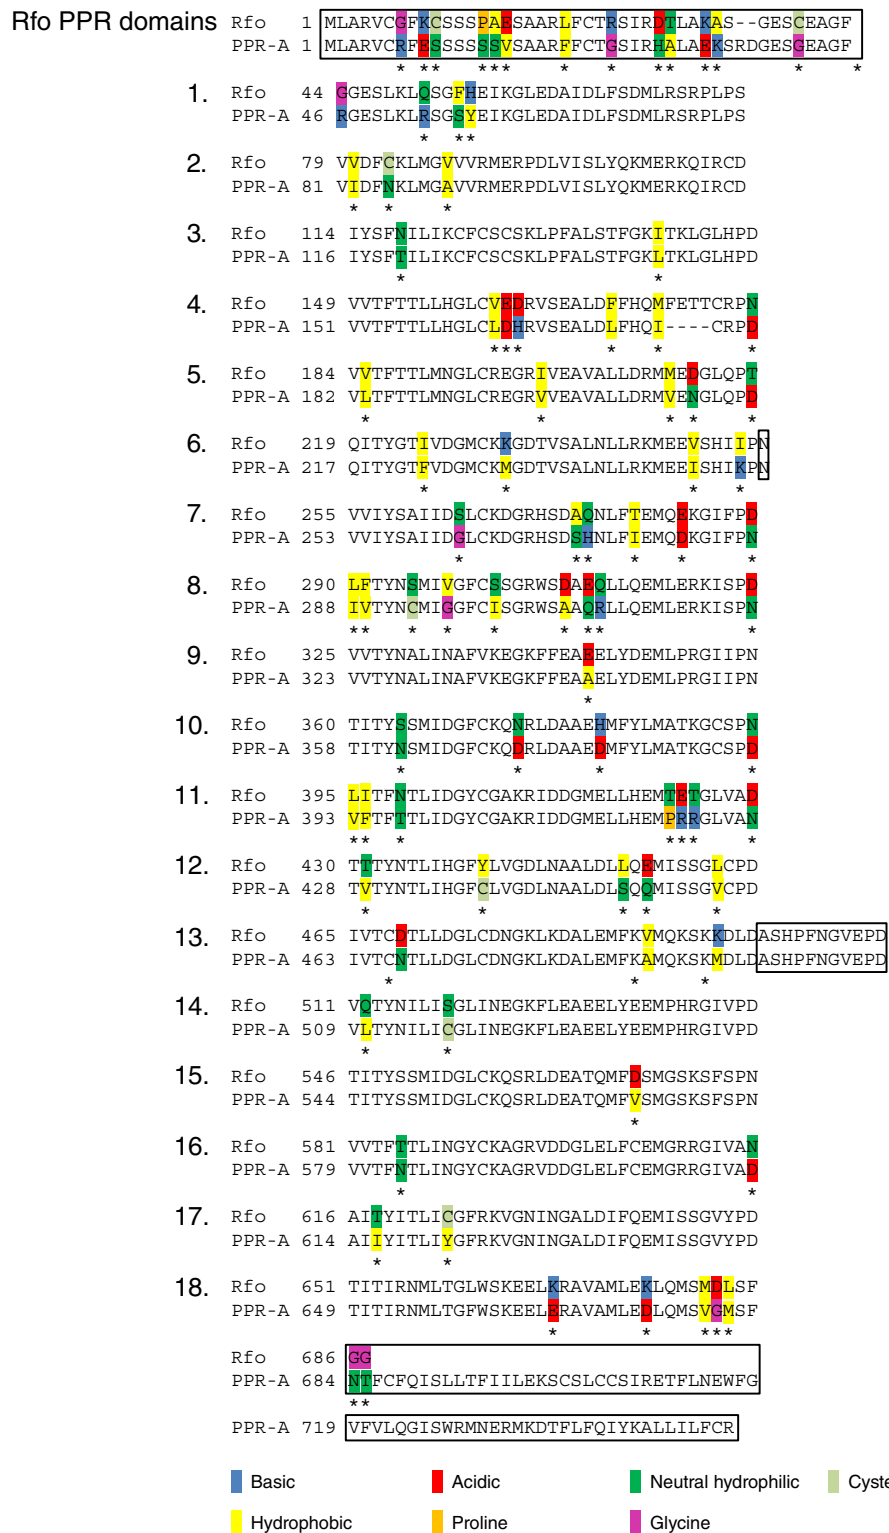 Rfo PPR domains
Rfo 1 MLARVCGFKCSSSPAESAARLFCTRSIRDTLAKAS--GESCEAGF
PPR-A 1 MLARVCRFESSSSSSVSAARFFCTGSIRHALAEKSRDGESGEAGF
* ** *** * * ** ** * *
1. Rfo 44 GGESLKLQSGFHEIKGLEDAIDLFSDMLRSRPLPS
PPR-A 46 RGESLKLRSGSYEIKGLEDAIDLFSDMLRSRPLPS
* **
2. Rfo 79 VVDFCKLMGVVVRMERPDLVISLYQKMERKQIRCD
PPR-A 81 VIDFNKLMGAVVRMERPDLVISLYQKMERKQIRCD
* * *
3. Rfo 114 IYSFNILIKCFCSCSKLPFALSTFGKITKLGLHPD
PPR-A 116 IYSFTILIKCFCSCSKLPFALSTFGKLTKLGLHPD
* *
4. Rfo 149 VVTFTTLLHGLCVEDRVSEALDFFHQMFETTCRPN
PPR-A 151 VVTFTTLLHGLCLDHRVSEALDLFHQI----CRPD
*** * * *
5. Rfo 184 VVTFTTLMNGLCREGRIVEAVALLDRMMEDGLQPT
PPR-A 182 VLTFTTLMNGLCREGRVVEAVALLDRMVENGLQPD
* * * * *
6. Rfo 219 QITYGTIVDGMCKKGDTVSALNLLRKMEEVSHIIPN
PPR-A 217 QITYGTFVDGMCKMGDTVSALNLLRKMEEISHIKPN
* * * *
7. Rfo 255 VVIYSAIIDSLCKDGRHSDAQNLFTEMQEKGIFPD
PPR-A 253 VVIYSAIIDGLCKDGRHSDSHNLFIEMQDKGIFPN
* ** * * *
8. Rfo 290 LFTYNSMIVGFCSSGRWSDAEQLLQEMLERKISPD
PPR-A 288 IVTYNCMIGGFCISGRWSAAQRLLQEMLERKISPN
** * * * * ** *
9. Rfo 325 VVTYNALINAFVKEGKFFEAEELYDEMLPRGIIPN
PPR-A 323 VVTYNALINAFVKEGKFFEAAELYDEMLPRGIIPN
*
10. Rfo 360 TITYSSMIDGFCKQNRLDAAEHMFYLMATKGCSPN
PPR-A 358 TITYNSMIDGFCKQDRLDAAEDMFYLMATKGCSPD
* * * *
11. Rfo 395 LITFNTLIDGYCGAKRIDDGMELLHEMTETGLVAD
PPR-A 393 VFTFTTLIDGYCGAKRIDDGMELLHEMPRRGLVAN
** * *** *
12. Rfo 430 TTTYNTLIHGFYLVGDLNAALDLLQEMISSGLCPD
PPR-A 428 TVTYNTLIHGFCLVGDLNAALDLSQQMISSGVCPD
* * * * *
13. Rfo 465 IVTCDTLLDGLCDNGKLKDALEMFKVMQKSKKDLDASHPFNGVEPD
PPR-A 463 IVTCNTLLDGLCDNGKLKDALEMFKAMQKSKMDLDASHPFNGVEPD
* * *
14. Rfo 511 VQTYNILISGLINEGKFLEAEELYEEMPHRGIVPD
PPR-A 509 VLTYNILICGLINEGKFLEAEELYEEMPHRGIVPD
* *
15. Rfo 546 TITYSSMIDGLCKQSRLDEATQMFDSMGSKSFSPN
PPR-A 544 TITYSSMIDGLCKQSRLDEATQMFVSMGSKSFSPN
*
16. Rfo 581 VVTFTTLINGYCKAGRVDDGLELFCEMGRRGIVAN
PPR-A 579 VVTFNTLINGYCKAGRVDDGLELFCEMGRRGIVAD
* *
17. Rfo 616 AITYITLICGFRKVGNINGALDIFQEMISSGVYPD
PPR-A 614 AIIYITLIYGFRKVGNINGALDIFQEMISSGVYPD
* *
18. Rfo 651 TITIRNMLTGLWSKEELKRAVAMLEKLQMSMDLSF
PPR-A 649 TITIRNMLTGFWSKEELERAVAMLEDLQMSVGMSF
* * ***
Rfo 686 GG
PPR-A 684 NTFCFQISLLTFIILEKSCSLCCSIRETFLNEWFG
**
PPR-A 719 VFVLQGISWRMNERMKDTFLFQIYKALLILFCR
Basic Acidic Neutral hydrophilic Cyste
Hydrophobic Proline Glycine